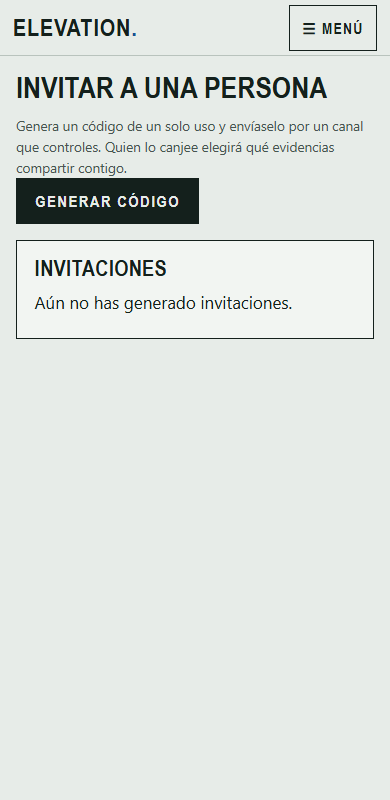 ELEVATION.
☰ MENÚ
INVITAR A UNA PERSONA
Genera un código de un solo uso y envíaselo por un canal
que controles. Quien lo canjee elegirá qué evidencias
compartir contigo.
GENERAR CÓDIGO
INVITACIONES
Aún no has generado invitaciones.